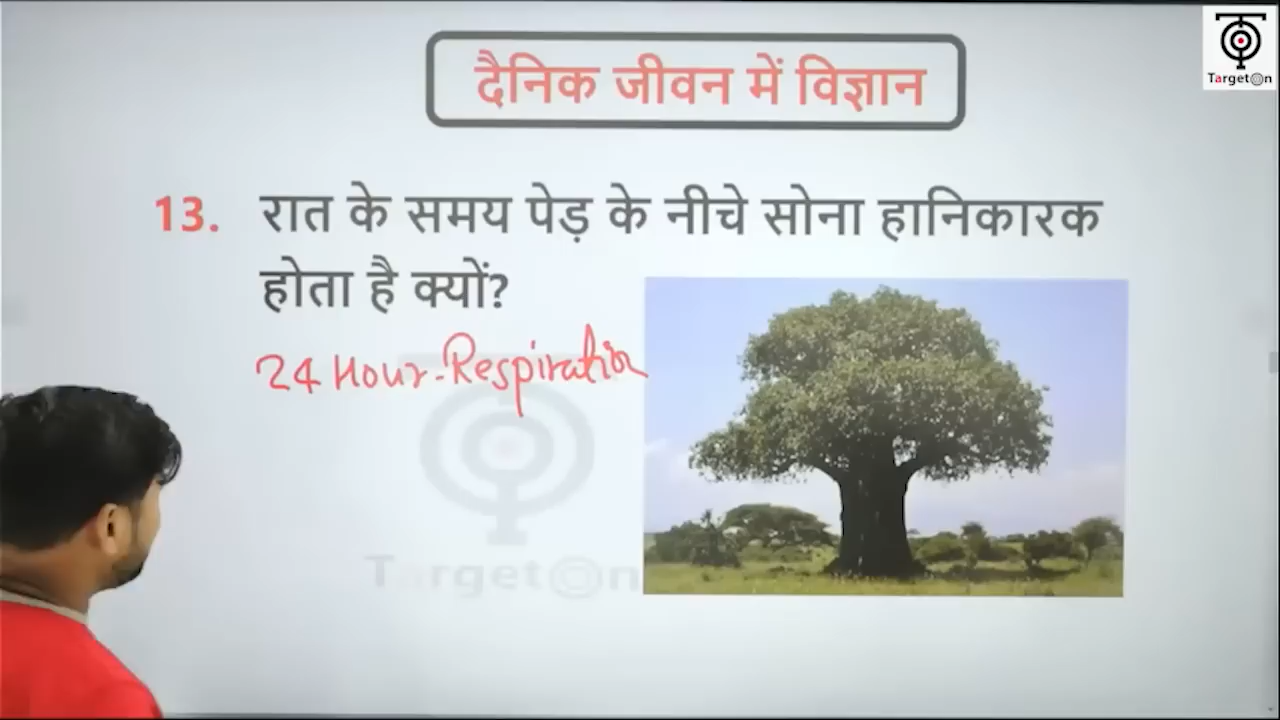 TargetOn
दैनिक जीवन में विज्ञान
13. रात के समय पेड़ के नीचे सोना हानिकारक
होता है क्यों?
24 Hour-Respiration
TargetOn